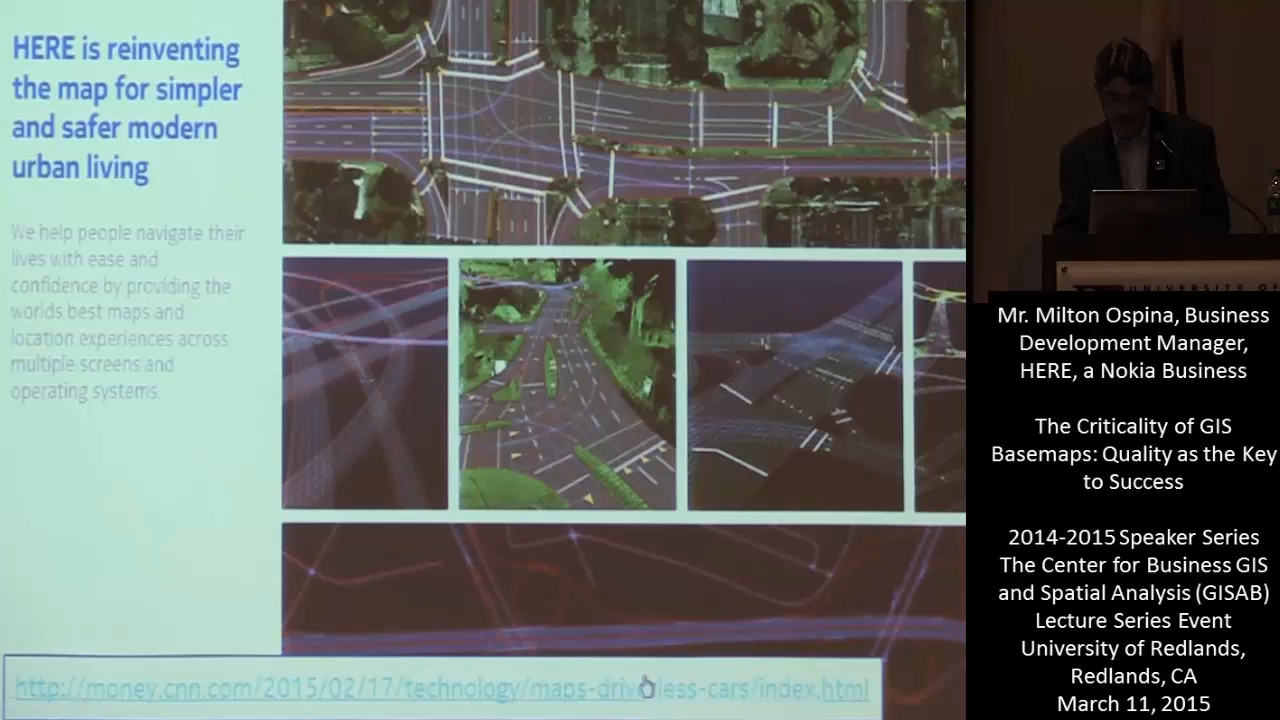 HERE is reinventing
the map for simpler
and safer modern
urban living
We help people navigate their
lives with ease and
confidence by providing the
worlds best maps and
location experiences across
multiple screens and
operating systems.
http://money.cnn.com/2015/02/17/technology/maps-driverless-cars/index.html
UNIVERSITY OF
Mr. Milton Ospina, Business
Development Manager,
HERE, a Nokia Business
The Criticality of GIS
Basemaps: Quality as the Key
to Success
2014-2015 Speaker Series
The Center for Business GIS
and Spatial Analysis (GISAB)
Lecture Series Event
University of Redlands,
Redlands, CA
March 11, 2015